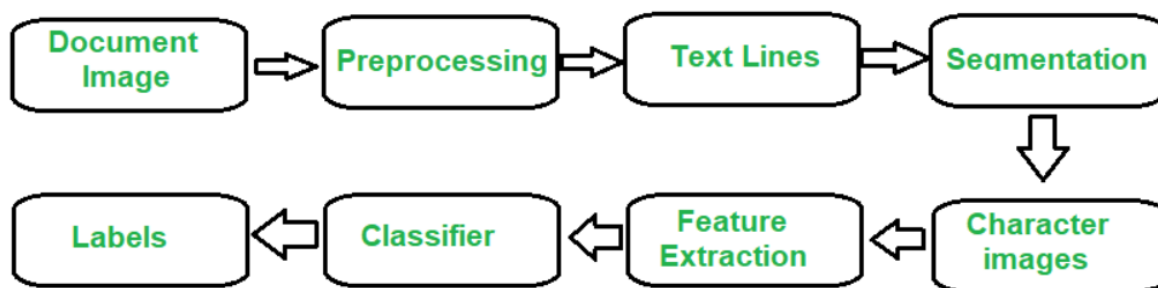 Document
Image
Preprocessing
Text Lines
Segmentation
Character
images
Feature
Extraction
Classifier
Labels